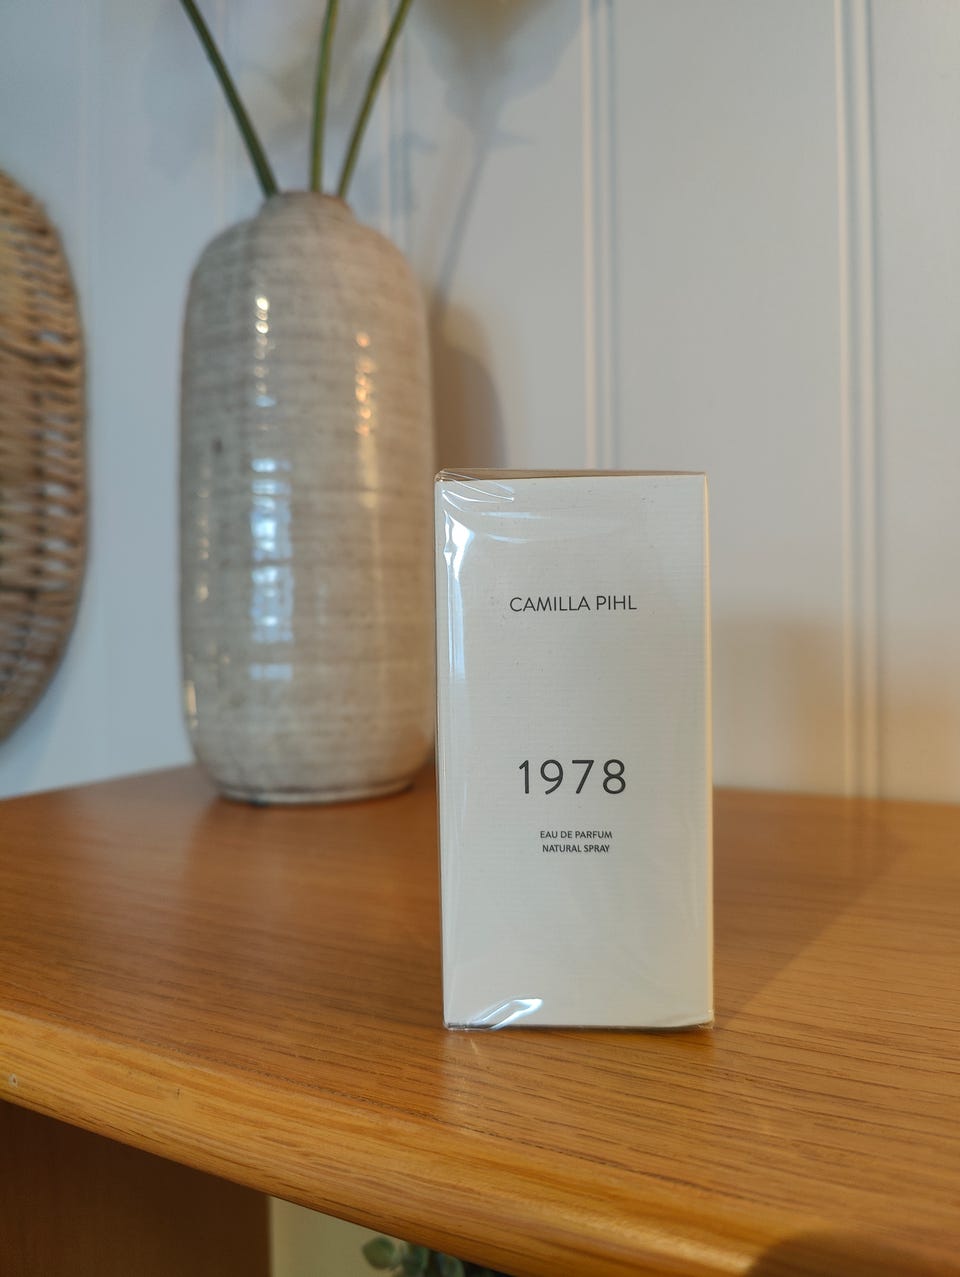 CAMILLA PIHL
1978
EAU DE PARFUM
NATURAL SPRAY